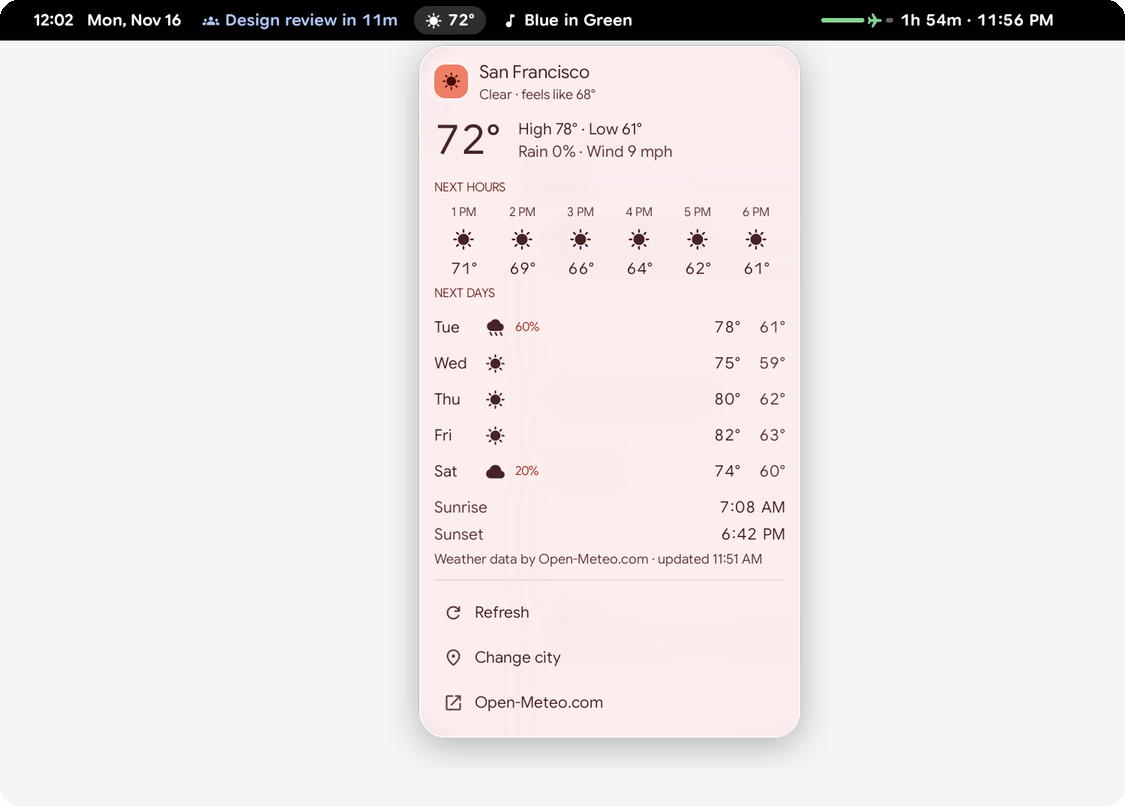 12:02 Mon, Nov 16 Design review in 11m 72° Blue in Green 1h 54m · 11:56 PM
San Francisco
Clear · feels like 68°
72°
High 78° · Low 61°
Rain 0% · Wind 9 mph
NEXT HOURS
1 PM 2 PM 3 PM 4 PM 5 PM 6 PM
71° 69° 66° 64° 62° 61°
NEXT DAYS
Tue 60% 78° 61°
Wed 75° 59°
Thu 80° 62°
Fri 82° 63°
Sat 20% 74° 60°
Sunrise 7:08 AM
Sunset 6:42 PM
Weather data by Open-Meteo.com · updated 11:51 AM
Refresh
Change city
Open-Meteo.com